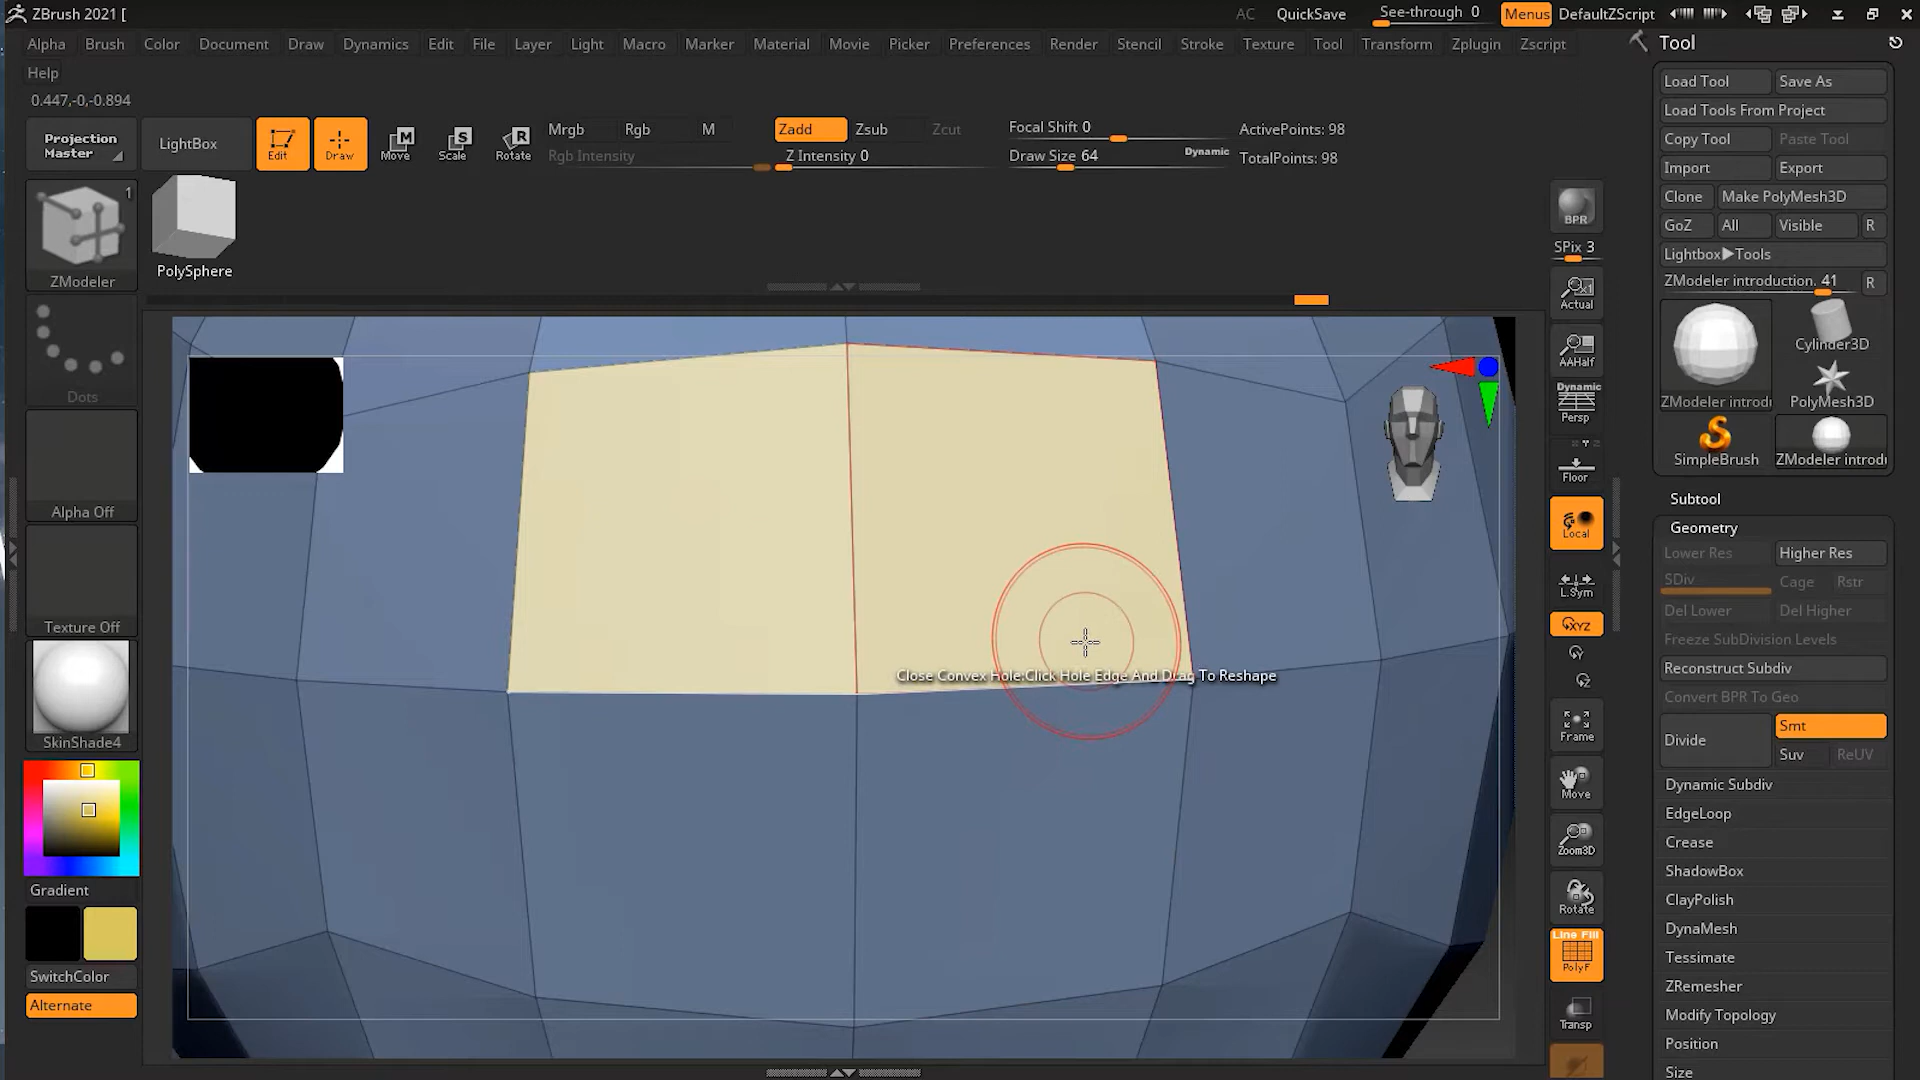 ZBrush 2021 [
AC
QuickSave
See-through 0
Menus
DefaultZScript
Alpha
Brush
Color
Document
Draw
Dynamics
Edit
File
Layer
Light
Macro
Marker
Material
Movie
Picker
Preferences
Render
Stencil
Stroke
Texture
Tool
Transform
Zplugin
Zscript
Help
0.447,-0,-0.894
Projection
Master
LightBox
Edit
Draw
M
Move
S
Scale
R
Rotate
Mrgb
Rgb
M
Rgb Intensity
Zadd
Zsub
Zcut
Z Intensity 0
Focal Shift 0
Draw Size 64
Dynamic
ActivePoints: 98
TotalPoints: 98
1
ZModeler
PolySphere
Dots
Alpha Off
Texture Off
SkinShade4
Gradient
SwitchColor
Alternate
Close Convex Hole:Click Hole Edge And Drag To Reshape
BPR
SPix 3
x1
Actual
AAHalf
Dynamic
Persp
Floor
Local
L.Sym
XYZ
Y
Z
Frame
Move
Zoom3D
Rotate
Line Fill
PolyF
Transp
Tool
Load Tool
Save As
Load Tools From Project
Copy Tool
Paste Tool
Import
Export
Clone
Make PolyMesh3D
GoZ
All
Visible
R
Lightbox▶Tools
ZModeler introduction. 41
R
ZModeler introdu
Cylinder3D
PolyMesh3D
SimpleBrush
ZModeler introdu
Subtool
Geometry
Lower Res
Higher Res
SDiv
Cage
Rstr
Del Lower
Del Higher
Freeze SubDivision Levels
Reconstruct Subdiv
Convert BPR To Geo
Divide
Smt
Suv
ReUV
Dynamic Subdiv
EdgeLoop
Crease
ShadowBox
ClayPolish
DynaMesh
Tessimate
ZRemesher
Modify Topology
Position
Size